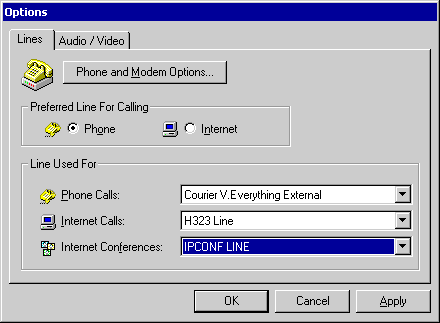 Options
Lines
Audio / Video
Phone and Modem Options...
Preferred Line For Calling
Phone
Internet
Line Used For
Phone Calls:
Courier V.Everything External
Internet Calls:
H323 Line
Internet Conferences:
IPCONF LINE
OK
Cancel
Apply